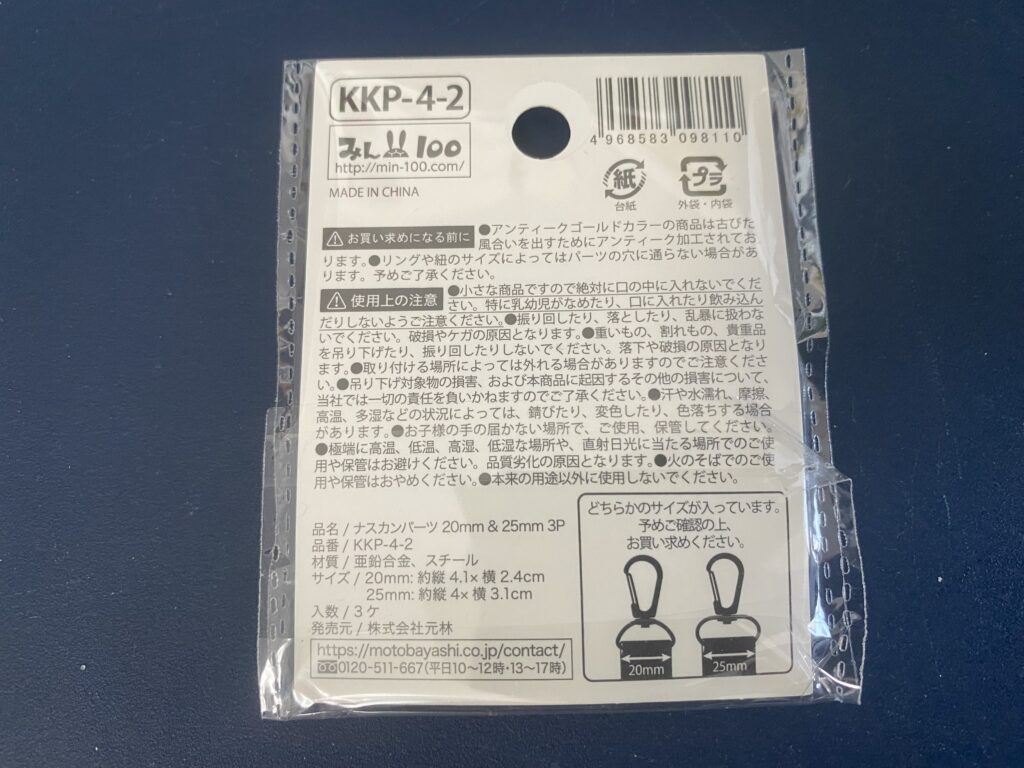 KKP-4-2
みん100
http://min-100.com/
MADE IN CHINA
4 968583 098110
紙
台紙
プラ
外袋・内袋
お買い求めになる前に ●アンティークゴールドカラーの商品は古びた
風合いを出すためにアンティーク加工されてお
ります。●リングや紐のサイズによってはパーツの穴に通らない場合があ
ります。予めご了承ください。
使用上の注意 ●小さな商品ですので絶対に口の中に入れないでくだ
さい。特に乳幼児がなめたり、口に入れたり飲み込ん
だりしないようご注意ください。●振り回したり、落としたり、乱暴に扱わな
いでください。破損やケガの原因となります。●重いもの、割れもの、貴重品
を吊り下げたり、振り回したりしないでください。落下や破損の原因となり
ます。●取り付ける場所によっては外れる場合がありますのでご注意くださ
い。●吊り下げ対象物の損害、および本商品に起因するその他の損害について、
当社では一切の責任を負いかねますのでご了承ください。●汗や水濡れ、摩擦、
高温、多湿などの状況によっては、錆びたり、変色したり、色落ちする場合
があります。●お子様の手の届かない場所で、ご使用、保管してください。
●極端に高温、低温、高湿、低湿な場所や、直射日光に当たる場所でのご使
用や保管はお避けください。品質劣化の原因となります。●火のそばでのご使
用や保管はおやめください。●本来の用途以外に使用しないでください。
品名 / ナスカンパーツ 20mm & 25mm 3P
品番 / KKP-4-2
材質 / 亜鉛合金、スチール
サイズ / 20mm: 約縦 4.1× 横 2.4cm
25mm: 約縦 4× 横 3.1cm
入数 / 3 ケ
発売元 / 株式会社元林
https://motobayashi.co.jp/contact/
0120-511-667(平日10〜12時・13〜17時)
どちらかのサイズが入っています。
予めご確認の上、
お買い求めください。
20mm
25mm